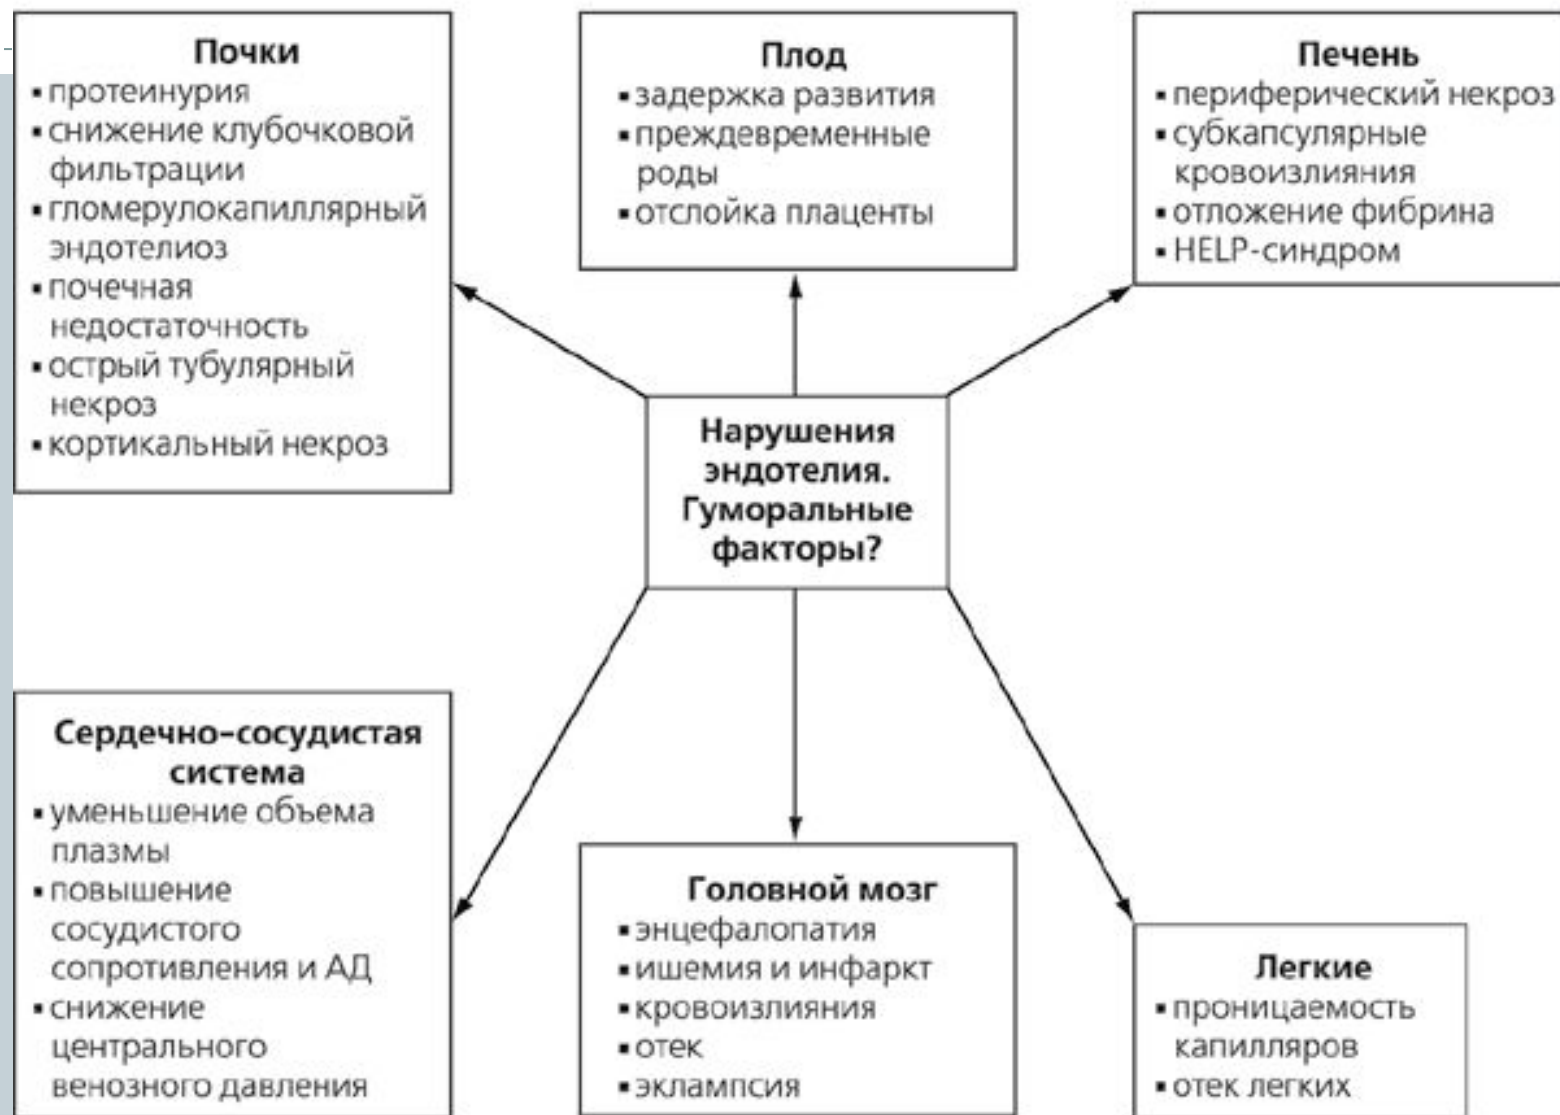 Почки
▪ протеинурия
▪ снижение клубочковой
фильтрации
▪ гломерулокапиллярный
эндотелиоз
▪ почечная
недостаточность
▪ острый тубулярный
некроз
▪ кортикальный некроз
Плод
▪ задержка развития
▪ преждевременные
роды
▪ отслойка плаценты
Печень
▪ периферический некроз
▪ субкапсулярные
кровоизлияния
▪ отложение фибрина
▪ HELP-синдром
Нарушения
эндотелия.
Гуморальные
факторы?
Сердечно-сосудистая
система
▪ уменьшение объема
плазмы
▪ повышение
сосудистого
сопротивления и АД
▪ снижение
центрального
венозного давления
Головной мозг
▪ энцефалопатия
▪ ишемия и инфаркт
▪ кровоизлияния
▪ отек
▪ эклампсия
Легкие
▪ проницаемость
капилляров
▪ отек легких